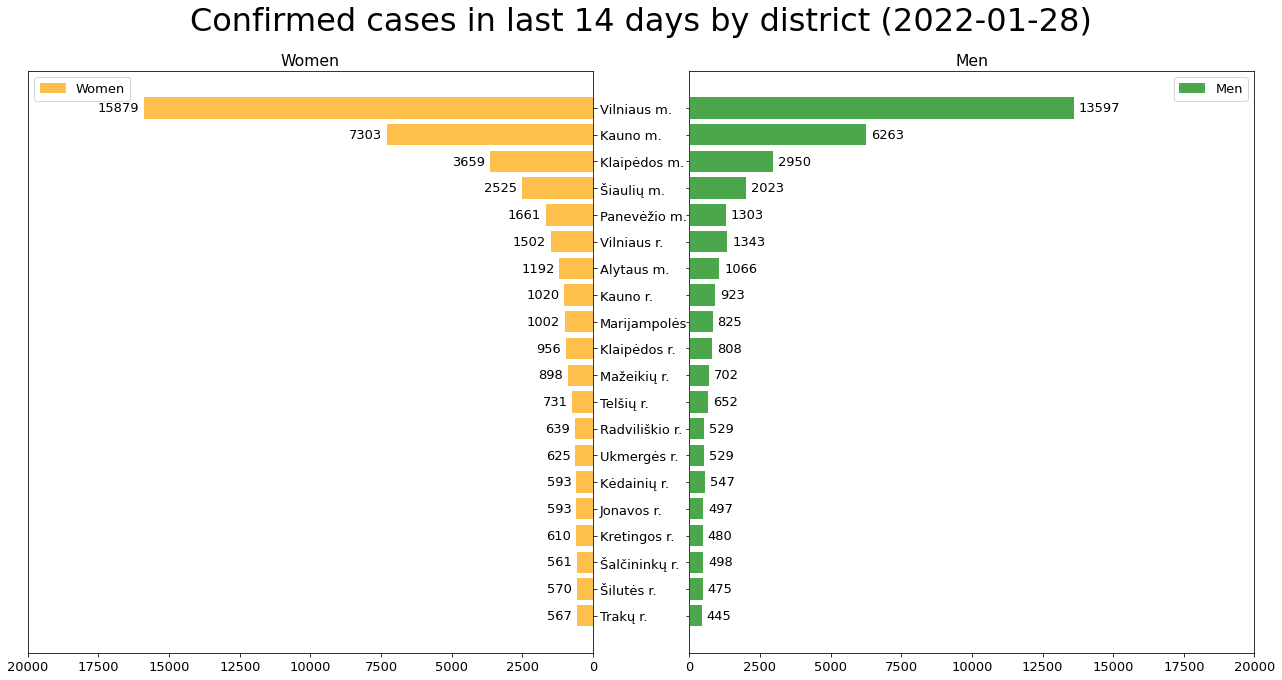 Confirmed cases in last 14 days by district (2022-01-28)
Women Men
Women Men
15879 Vilniaus m. 13597
7303 Kauno m. 6263
3659 Klaipėdos m. 2950
2525 Šiaulių m. 2023
1661 Panevėžio m. 1303
1502 Vilniaus r. 1343
1192 Alytaus m. 1066
1020 Kauno r. 923
1002 Marijampolės 825
956 Klaipėdos r. 808
898 Mažeikių r. 702
731 Telšių r. 652
639 Radviliškio r. 529
625 Ukmergės r. 529
593 Kėdainių r. 547
593 Jonavos r. 497
610 Kretingos r. 480
561 Šalčininkų r. 498
570 Šilutės r. 475
567 Trakų r. 445
20000 17500 15000 12500 10000 7500 5000 2500 0 0 2500 5000 7500 10000 12500 15000 17500 20000